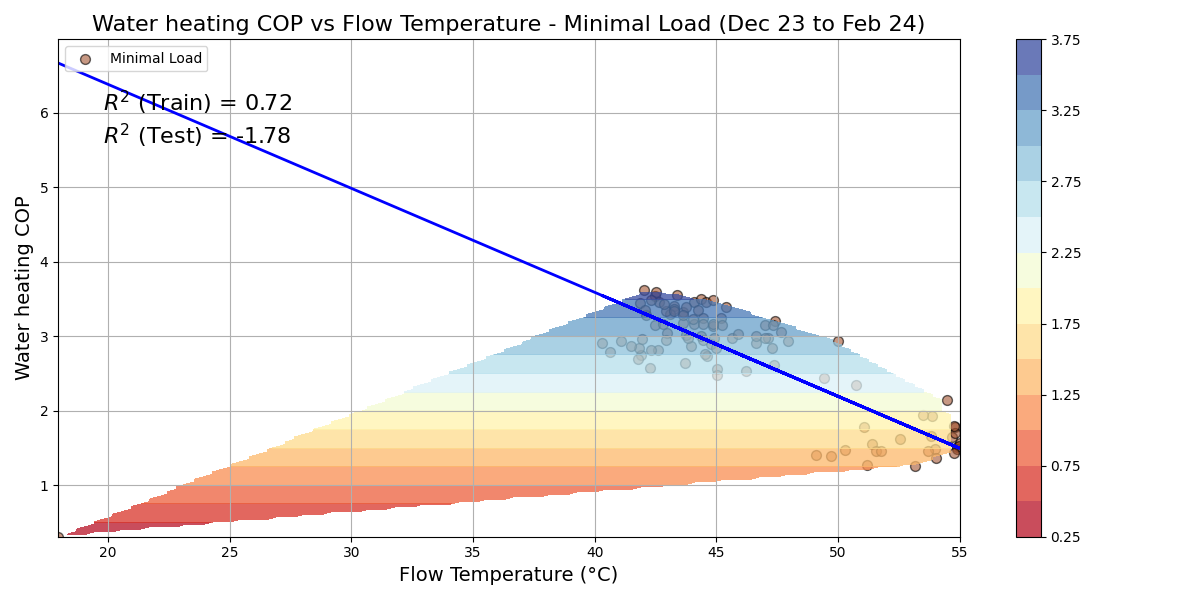 Water heating COP vs Flow Temperature - Minimal Load (Dec 23 to Feb 24)
Minimal Load
R² (Train) = 0.72
R² (Test) = -1.78
Water heating COP
6
5
4
3
2
1
20 25 30 35 40 45 50 55
Flow Temperature (°C)
3.75
3.25
2.75
2.25
1.75
1.25
0.75
0.25